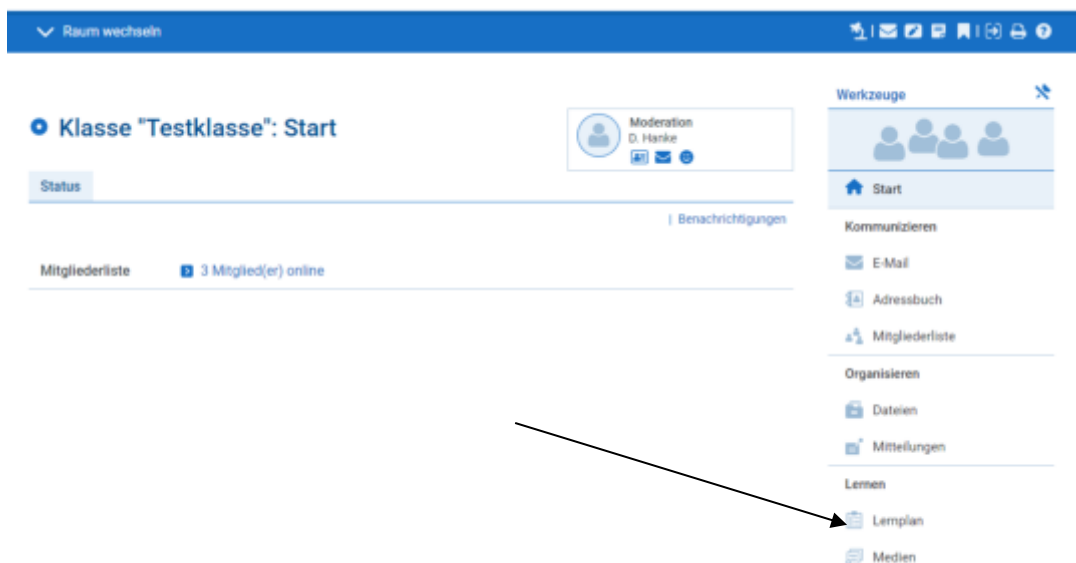 Raum wechseln
Klasse "Testklasse": Start
Moderation
D. Hanke
Status
| Benachrichtigungen
Mitgliederliste
3 Mitglied(er) online
Werkzeuge
Start
Kommunizieren
E-Mail
Adressbuch
Mitgliederliste
Organisieren
Dateien
Mitteilungen
Lernen
Lernplan
Medien